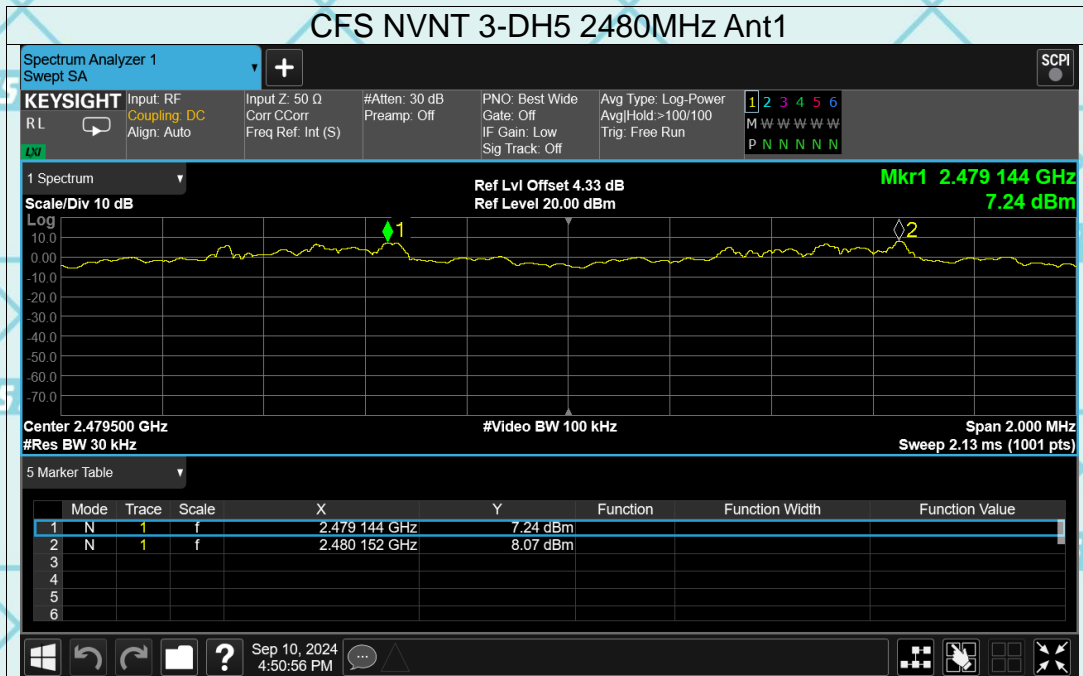 CFS NVNT 3-DH5 2480MHz Ant1
Spectrum Analyzer 1
Swept SA
+
SCPI
KEYSIGHT
R L
LXI
Input: RF
Coupling: DC
Align: Auto
Input Z: 50 Ω
Corr CCorr
Freq Ref: Int (S)
#Atten: 30 dB
Preamp: Off
PNO: Best Wide
Gate: Off
IF Gain: Low
Sig Track: Off
Avg Type: Log-Power
Avg|Hold:>100/100
Trig: Free Run
1 2 3 4 5 6
M W W W W W
P N N N N N
1 Spectrum
Scale/Div 10 dB
Ref Lvl Offset 4.33 dB
Ref Level 20.00 dBm
Mkr1 2.479 144 GHz
7.24 dBm
Log
10.0
0.00
-10.0
-20.0
-30.0
-40.0
-50.0
-60.0
-70.0
1
2
Center 2.479500 GHz
#Res BW 30 kHz
#Video BW 100 kHz
Span 2.000 MHz
Sweep 2.13 ms (1001 pts)
5 Marker Table
Mode Trace Scale X Y Function Function Width Function Value
1 N 1 f 2.479 144 GHz 7.24 dBm
2 N 1 f 2.480 152 GHz 8.07 dBm
3
4
5
6
?
Sep 10, 2024
4:50:56 PM